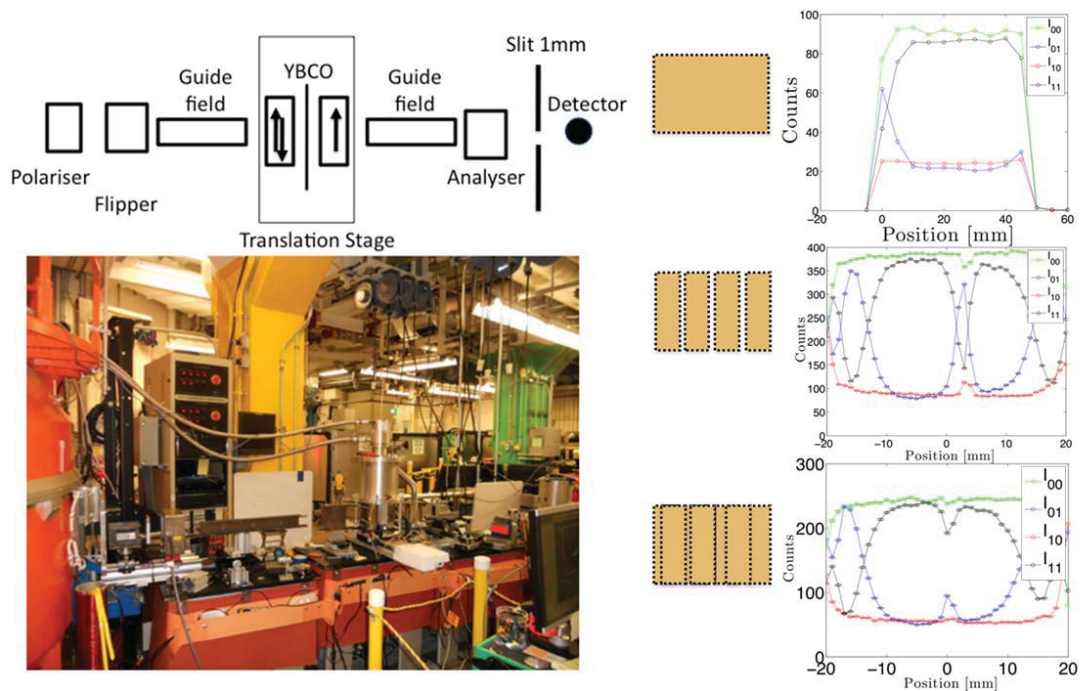 Slit 1mm
Guide
field
YBCO
Guide
field
Detector
Polariser
Flipper
Analyser
Translation Stage
100
80
60
40
20
0
Counts
-20
0
20
40
60
Position [mm]
I00
I01
I10
I11
400
350
300
250
200
150
100
50
0
Counts
-20
-10
0
10
20
Position [mm]
I00
I01
I10
I11
300
200
100
0
Counts
-20
-10
0
10
20
Position [mm]
I00
I01
I10
I11